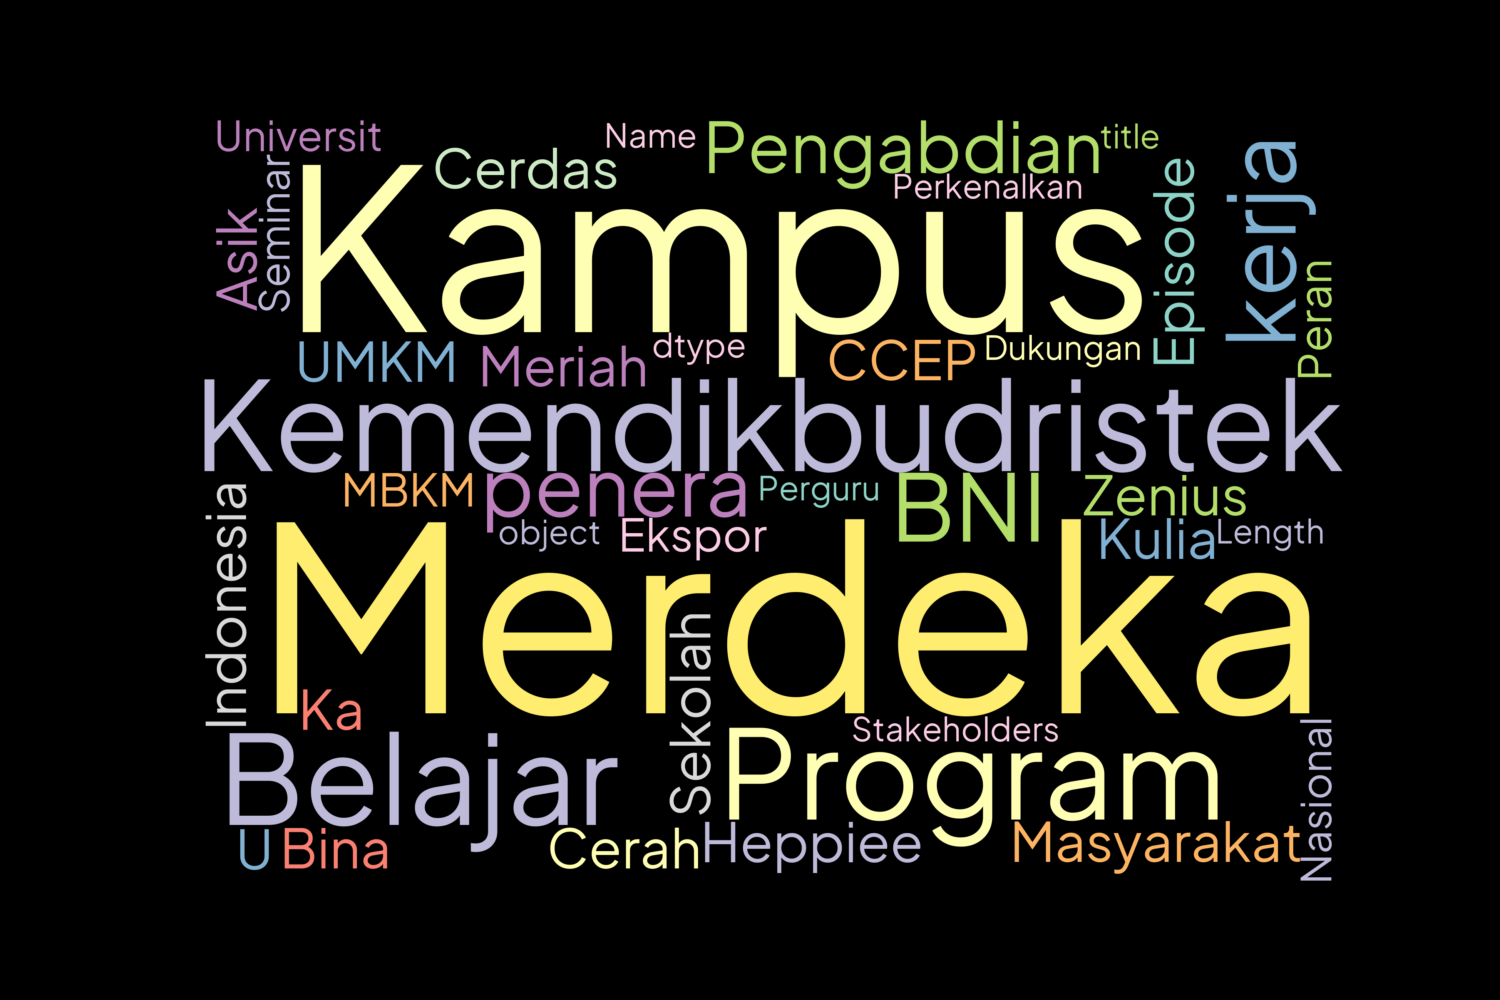 Universit
Name
Pengabdian
title
Cerdas
Perkenalkan
Seminar
Asik
Kampus
Episode
kerja
Peran
UMKM
Meriah
dtype
CCEP
Dukungan
Kemendikbudristek
MBKM
penera
Perguru
BNI
Zenius
object
Ekspor
Kulia
Length
Indonesia
Merdeka
Sekolah
Ka
Stakeholders
Belajar
Program
Nasional
U
Bina
Cerah
Heppiee
Masyarakat